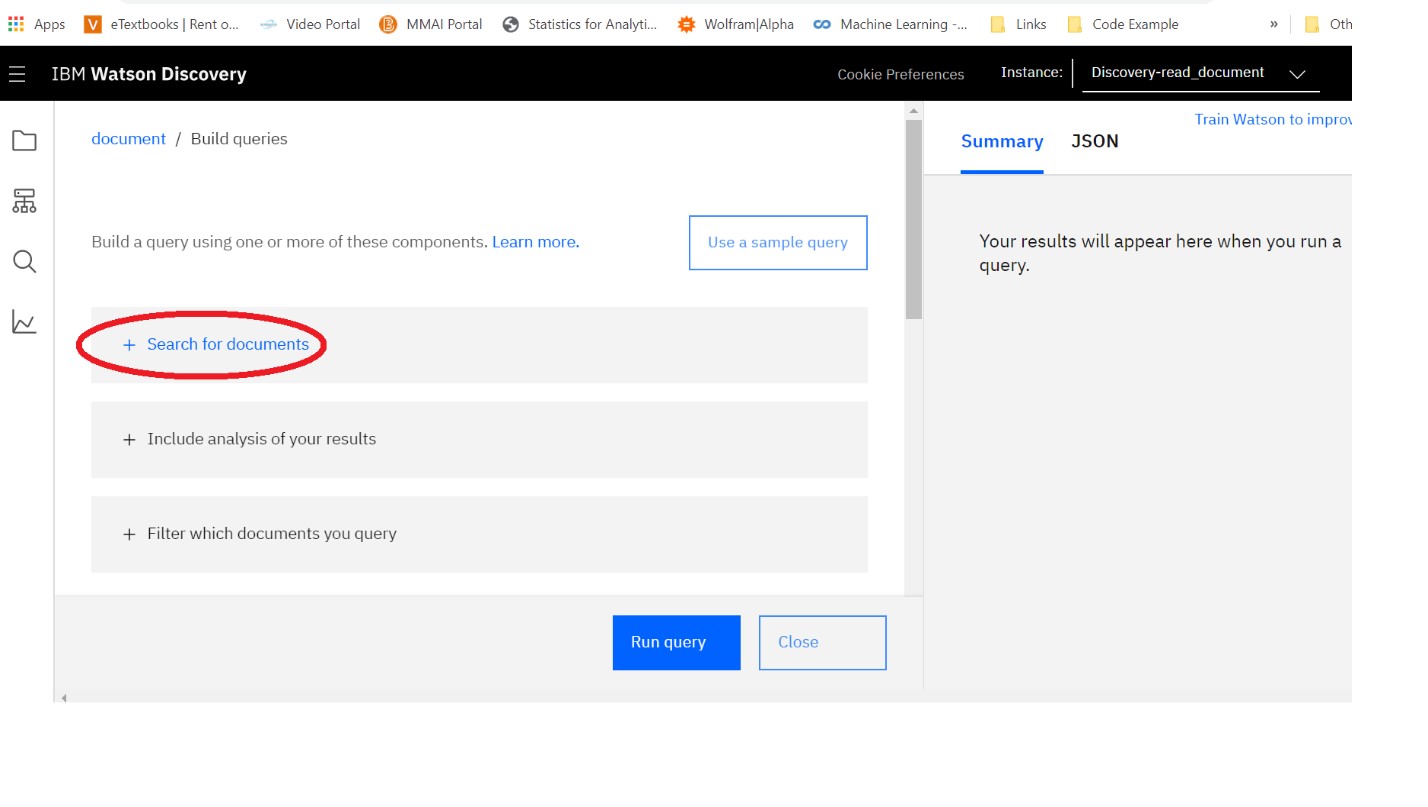 Apps eTextbooks | Rent o... Video Portal MMAI Portal Statistics for Analyti... Wolfram|Alpha Machine Learning -... Links Code Example » Oth
IBM Watson Discovery Cookie Preferences Instance: Discovery-read_document
document / Build queries
Build a query using one or more of these components. Learn more.
Use a sample query
+ Search for documents
+ Include analysis of your results
+ Filter which documents you query
Run query Close
Train Watson to improv
Summary JSON
Your results will appear here when you run a
query.